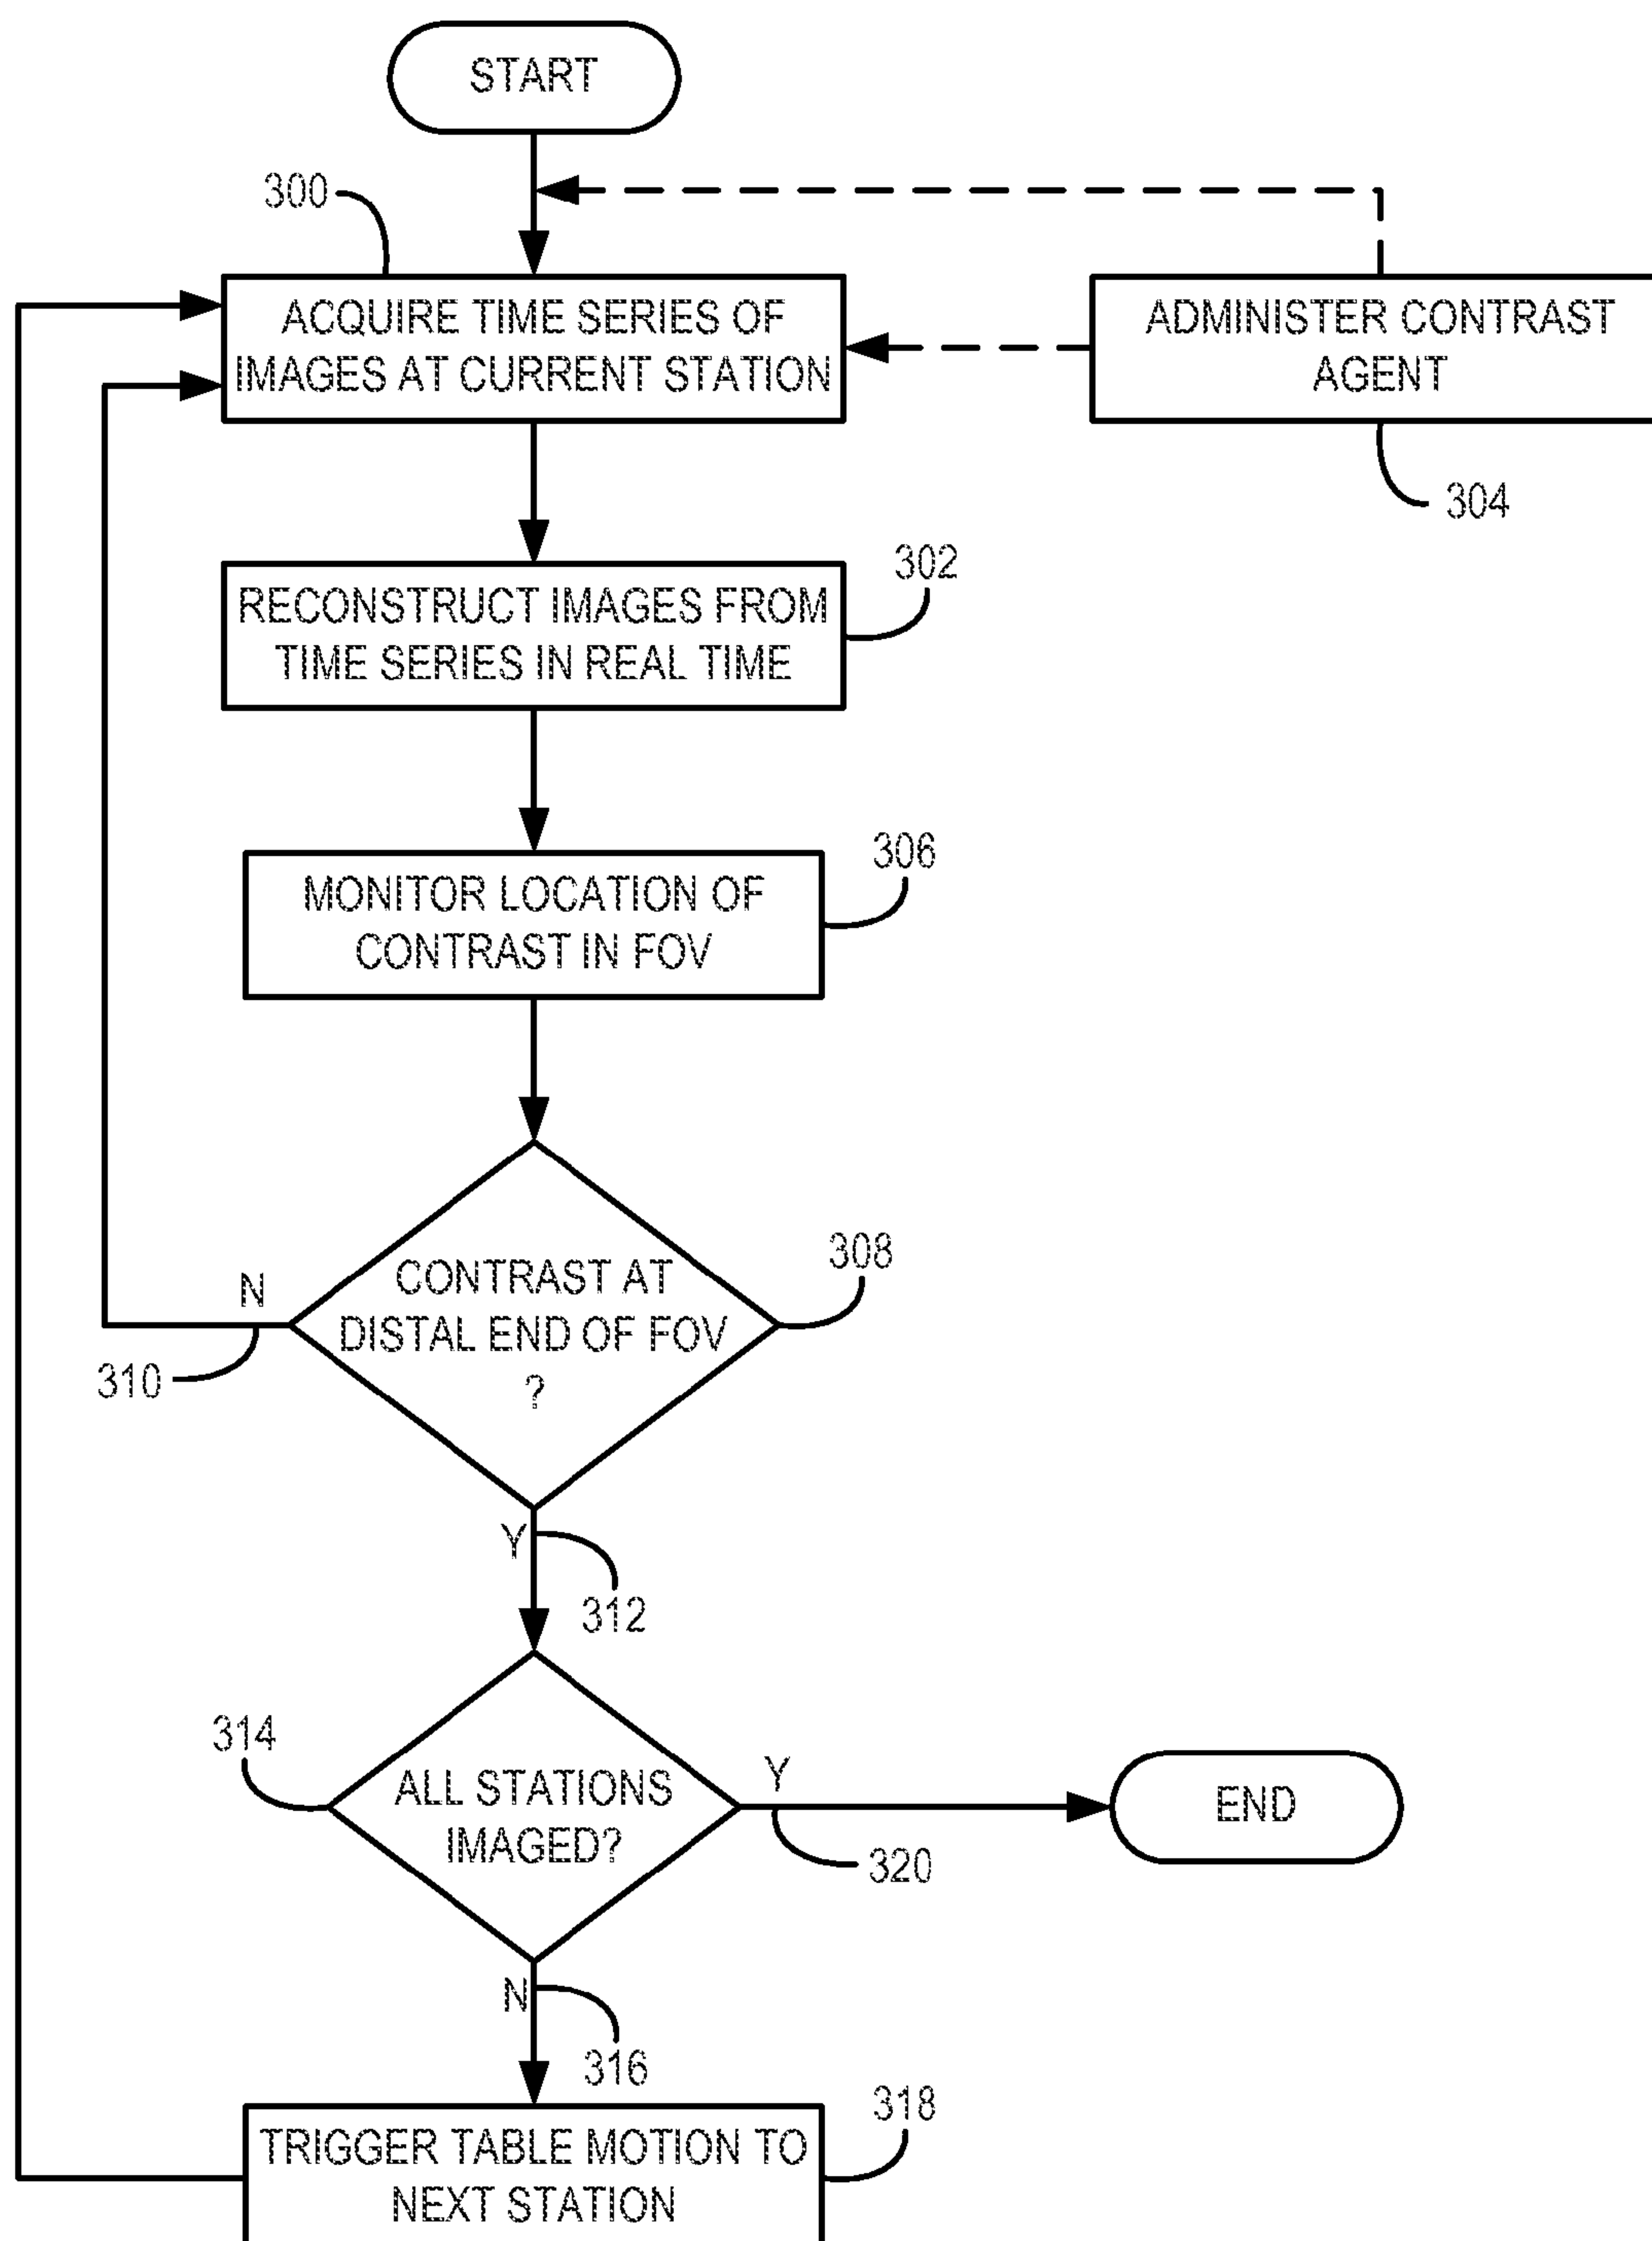 START
300
ACQUIRE TIME SERIES OF
IMAGES AT CURRENT STATION
ADMINISTER CONTRAST
AGENT
304
302
RECONSTRUCT IMAGES FROM
TIME SERIES IN REAL TIME
306
MONITOR LOCATION OF
CONTRAST IN FOV
308
N
CONTRAST AT
DISTAL END OF FOV
?
310
Y
312
314
ALL STATIONS
IMAGED?
Y
320
END
N
316
318
TRIGGER TABLE MOTION TO
NEXT STATION